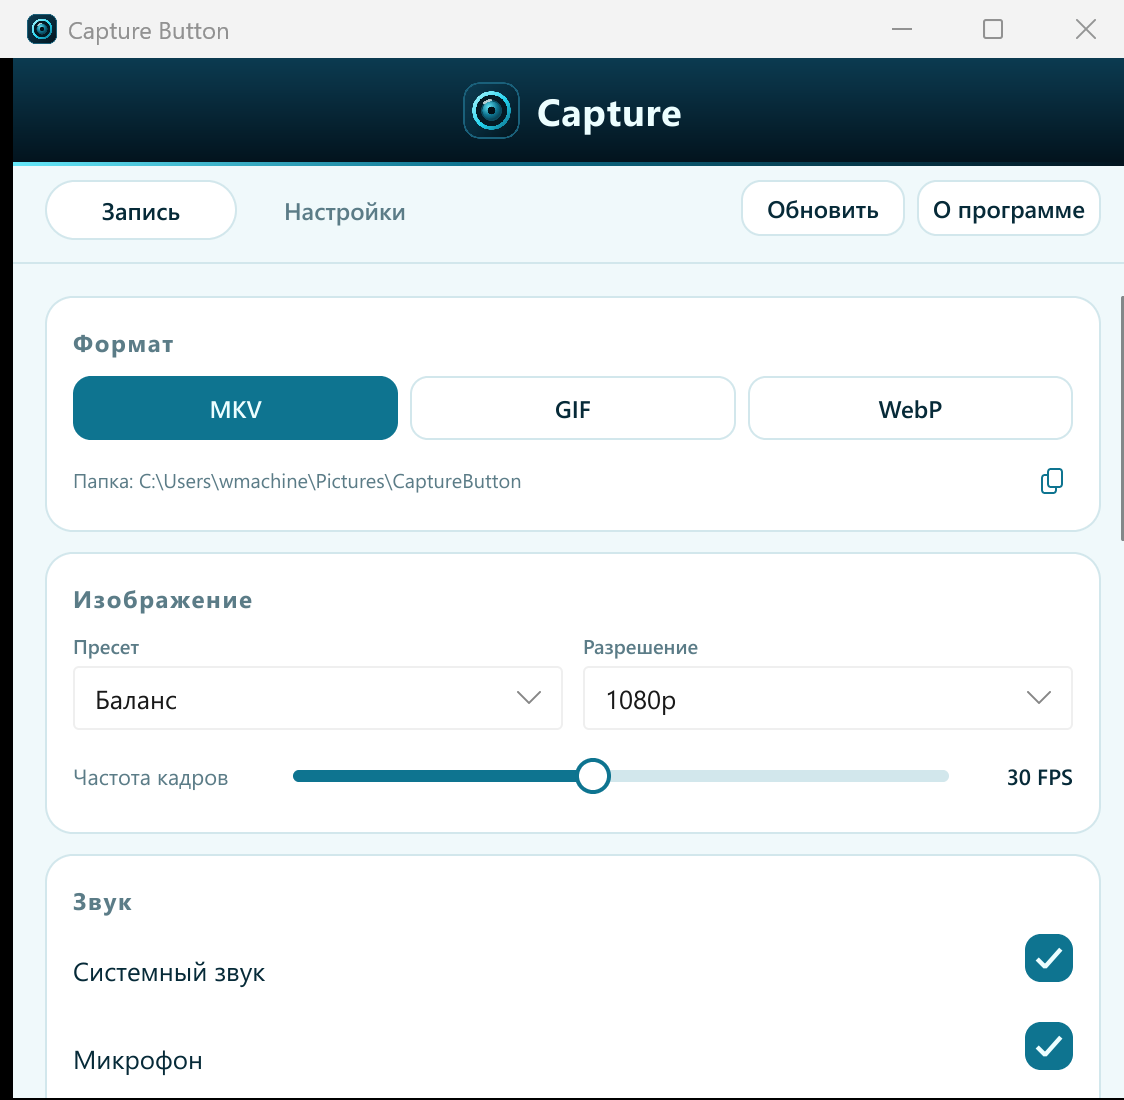 Capture Button
Capture
Запись
Настройки
Обновить
О программе
Формат
MKV
GIF
WebP
Папка: C:\Users\wmachine\Pictures\CaptureButton
Изображение
Пресет
Разрешение
Баланс
1080p
Частота кадров
30 FPS
Звук
Системный звук
Микрофон